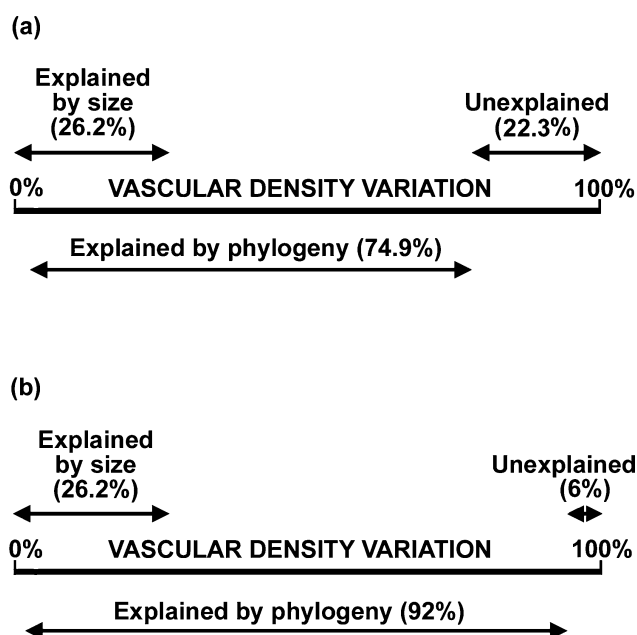 (a)
Explained
by size
(26.2%)
Unexplained
(22.3%)
0% VASCULAR DENSITY VARIATION 100%
Explained by phylogeny (74.9%)
(b)
Explained
by size
(26.2%)
Unexplained
(6%)
0% VASCULAR DENSITY VARIATION 100%
Explained by phylogeny (92%)